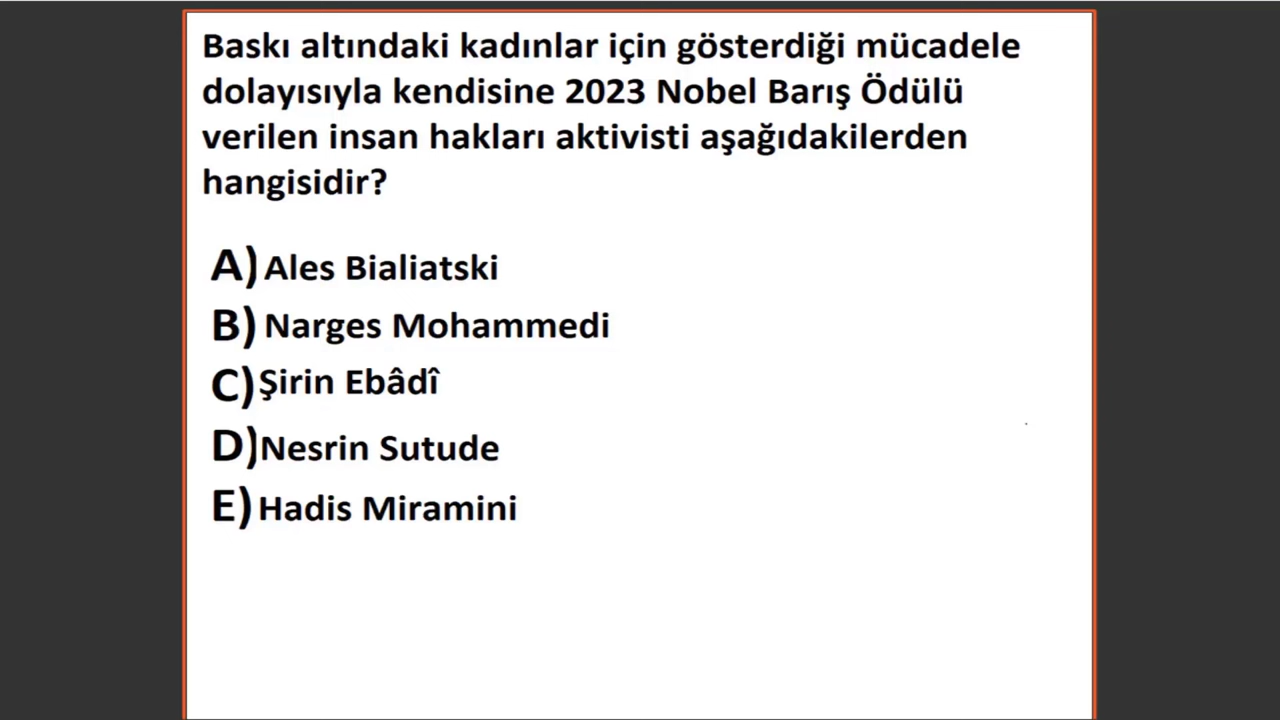 Baskı altındaki kadınlar için gösterdiği mücadele
dolayısıyla kendisine 2023 Nobel Barış Ödülü
verilen insan hakları aktivisti aşağıdakilerden
hangisidir?
A) Ales Bialiatski
B) Narges Mohammedi
C) Şirin Ebâdî
D) Nesrin Sutude
E) Hadis Miramini